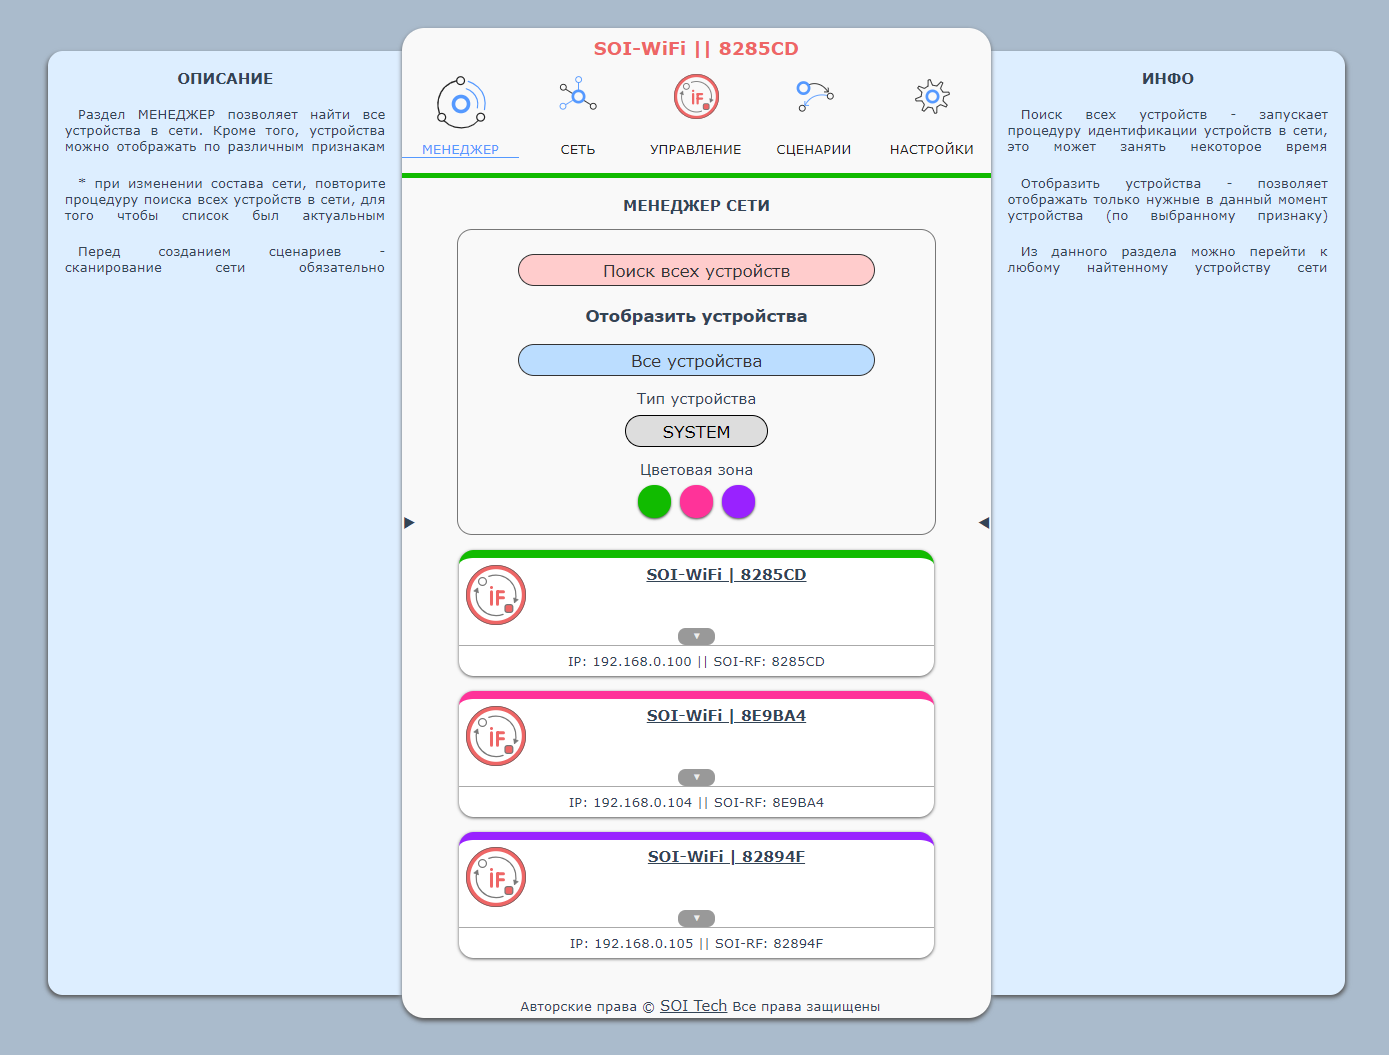 SOI-WiFi || 8285CD
МЕНЕДЖЕР
СЕТЬ
iF
УПРАВЛЕНИЕ
СЦЕНАРИИ
НАСТРОЙКИ
ОПИСАНИЕ
Раздел МЕНЕДЖЕР позволяет найти все
устройства в сети. Кроме того, устройства
можно отображать по различным признакам
* при изменении состава сети, повторите
процедуру поиска всех устройств в сети, для
того чтобы список был актуальным
Перед созданием сценариев -
сканирование сети обязательно
МЕНЕДЖЕР СЕТИ
Поиск всех устройств
Отобразить устройства
Все устройства
Тип устройства
SYSTEM
Цветовая зона
iF
SOI-WiFi | 8285CD
IP: 192.168.0.100 || SOI-RF: 8285CD
iF
SOI-WiFi | 8E9BA4
IP: 192.168.0.104 || SOI-RF: 8E9BA4
iF
SOI-WiFi | 82894F
IP: 192.168.0.105 || SOI-RF: 82894F
Авторские права © SOI Tech Все права защищены
ИНФО
Поиск всех устройств - запускает
процедуру идентификации устройств в сети,
это может занять некоторое время
Отобразить устройства - позволяет
отображать только нужные в данный момент
устройства (по выбранному признаку)
Из данного раздела можно перейти к
любому найтенному устройству сети